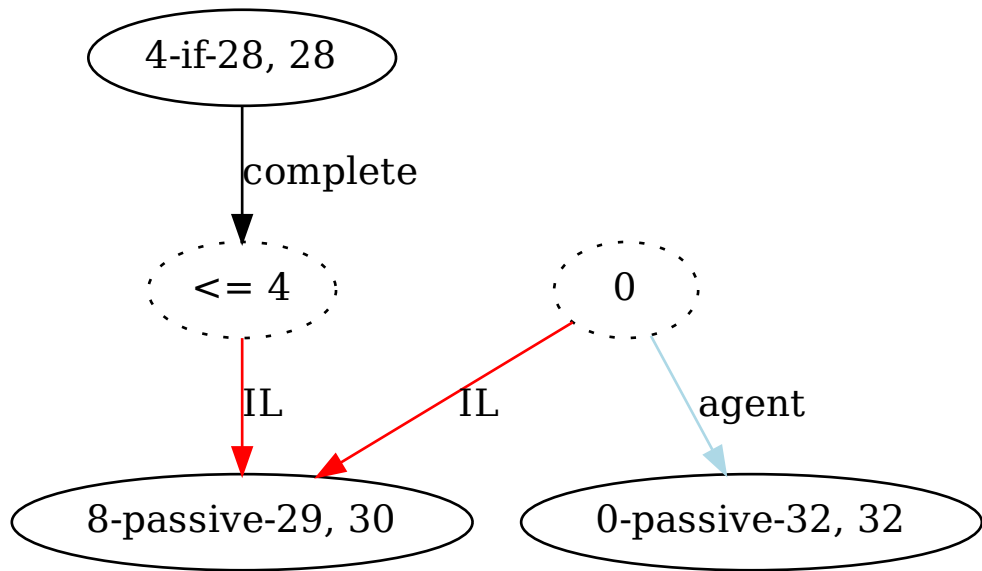 4-if-28, 28
complete
<= 4
0
IL
IL
agent
8-passive-29, 30
0-passive-32, 32